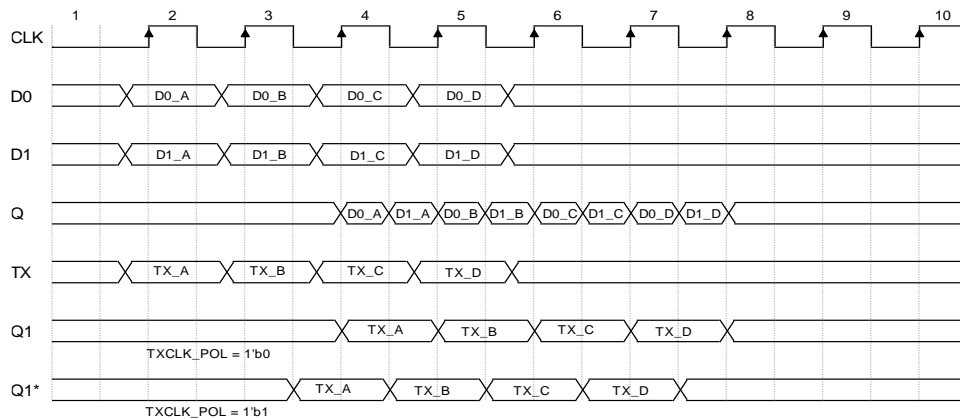 1 2 3 4 5 6 7 8 9 10
CLK
D0 D0_A D0_B D0_C D0_D
D1 D1_A D1_B D1_C D1_D
Q D0_A D1_A D0_B D1_B D0_C D1_C D0_D D1_D
TX TX_A TX_B TX_C TX_D
Q1 TX_A TX_B TX_C TX_D
TXCLK_POL = 1'b0
Q1* TX_A TX_B TX_C TX_D
TXCLK_POL = 1'b1